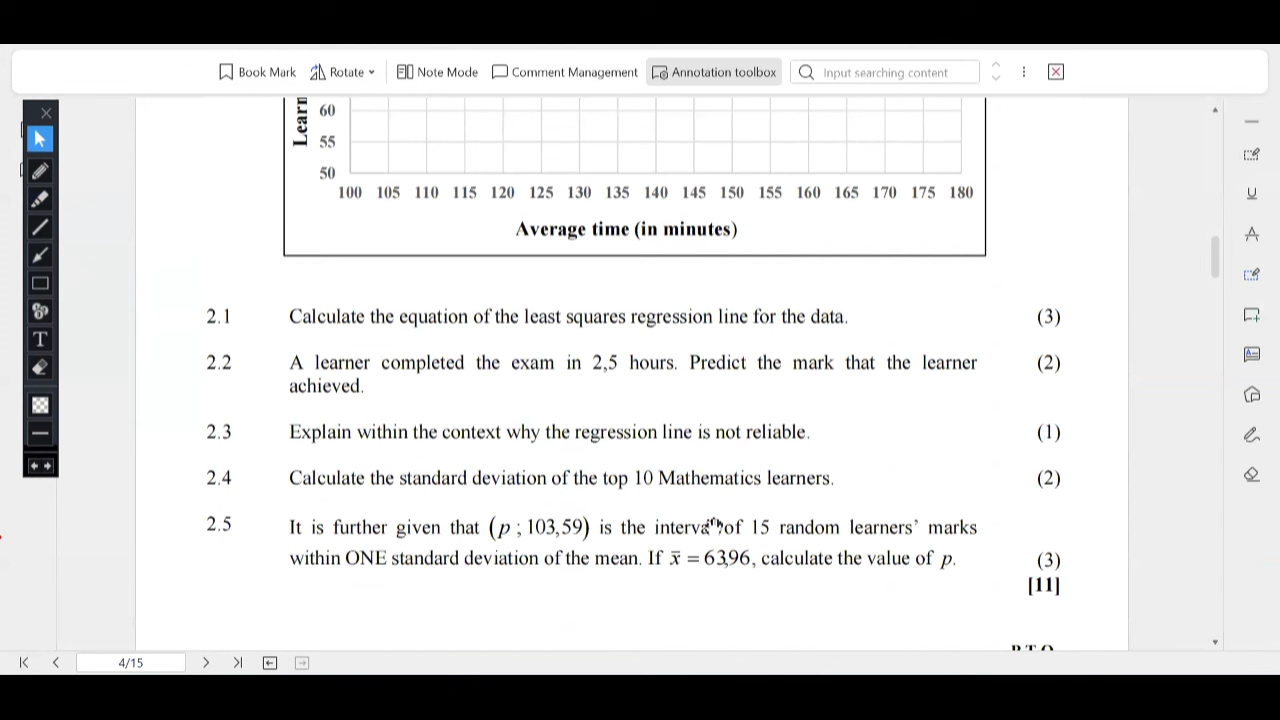 Book Mark Rotate Note Mode Comment Management Annotation toolbox Input searching content
Learn
60
55
50
100 105 110 115 120 125 130 135 140 145 150 155 160 165 170 175 180
Average time (in minutes)
2.1 Calculate the equation of the least squares regression line for the data. (3)
2.2 A learner completed the exam in 2,5 hours. Predict the mark that the learner (2)
achieved.
2.3 Explain within the context why the regression line is not reliable. (1)
2.4 Calculate the standard deviation of the top 10 Mathematics learners. (2)
2.5 It is further given that (p ; 103,59) is the interval of 15 random learners' marks
within ONE standard deviation of the mean. If x̄ = 63,96, calculate the value of p. (3)
[11]
P.T.O
4/15